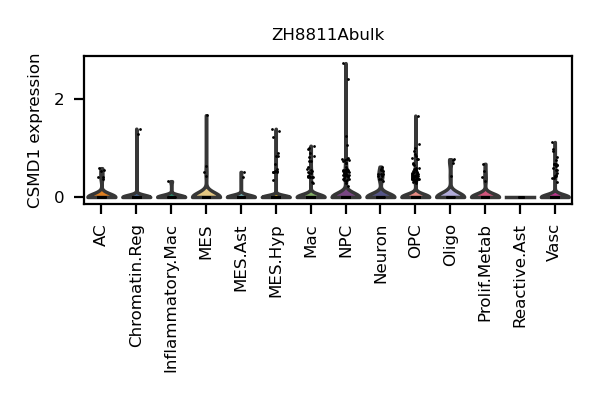 ZH8811Abulk
CSMD1 expression
2
0
AC
Chromatin.Reg
Inflammatory.Mac
MES
MES.Ast
MES.Hyp
Mac
NPC
Neuron
OPC
Oligo
Prolif.Metab
Reactive.Ast
Vasc